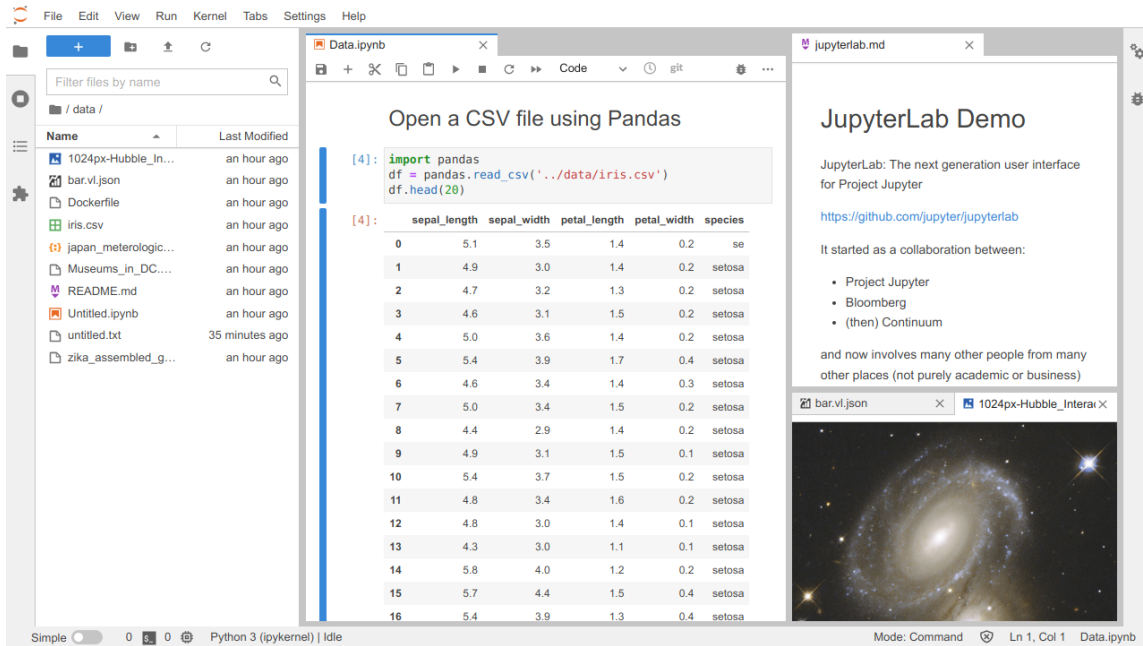 File Edit View Run Kernel Tabs Settings Help
+
Filter files by name
/ data /
Name Last Modified
1024px-Hubble_In... an hour ago
bar.vl.json an hour ago
Dockerfile an hour ago
iris.csv an hour ago
japan_meterologic... an hour ago
Museums_in_DC.... an hour ago
README.md an hour ago
Untitled.ipynb an hour ago
untitled.txt 35 minutes ago
zika_assembled_g... an hour ago
Data.ipynb
Code git
Open a CSV file using Pandas
[4]: import pandas
df = pandas.read_csv('../data/iris.csv')
df.head(20)
[4]: sepal_length sepal_width petal_length petal_width species
0 5.1 3.5 1.4 0.2 se
1 4.9 3.0 1.4 0.2 setosa
2 4.7 3.2 1.3 0.2 setosa
3 4.6 3.1 1.5 0.2 setosa
4 5.0 3.6 1.4 0.2 setosa
5 5.4 3.9 1.7 0.4 setosa
6 4.6 3.4 1.4 0.3 setosa
7 5.0 3.4 1.5 0.2 setosa
8 4.4 2.9 1.4 0.2 setosa
9 4.9 3.1 1.5 0.1 setosa
10 5.4 3.7 1.5 0.2 setosa
11 4.8 3.4 1.6 0.2 setosa
12 4.8 3.0 1.4 0.1 setosa
13 4.3 3.0 1.1 0.1 setosa
14 5.8 4.0 1.2 0.2 setosa
15 5.7 4.4 1.5 0.4 setosa
16 5.4 3.9 1.3 0.4 setosa
jupyterlab.md
JupyterLab Demo
JupyterLab: The next generation user interface
for Project Jupyter
https://github.com/jupyter/jupyterlab
It started as a collaboration between:
• Project Jupyter
• Bloomberg
• (then) Continuum
and now involves many other people from many
other places (not purely academic or business)
bar.vl.json
1024px-Hubble_Intera
Simple 0 0 Python 3 (ipykernel) | Idle Mode: Command Ln 1, Col 1 Data.ipynb